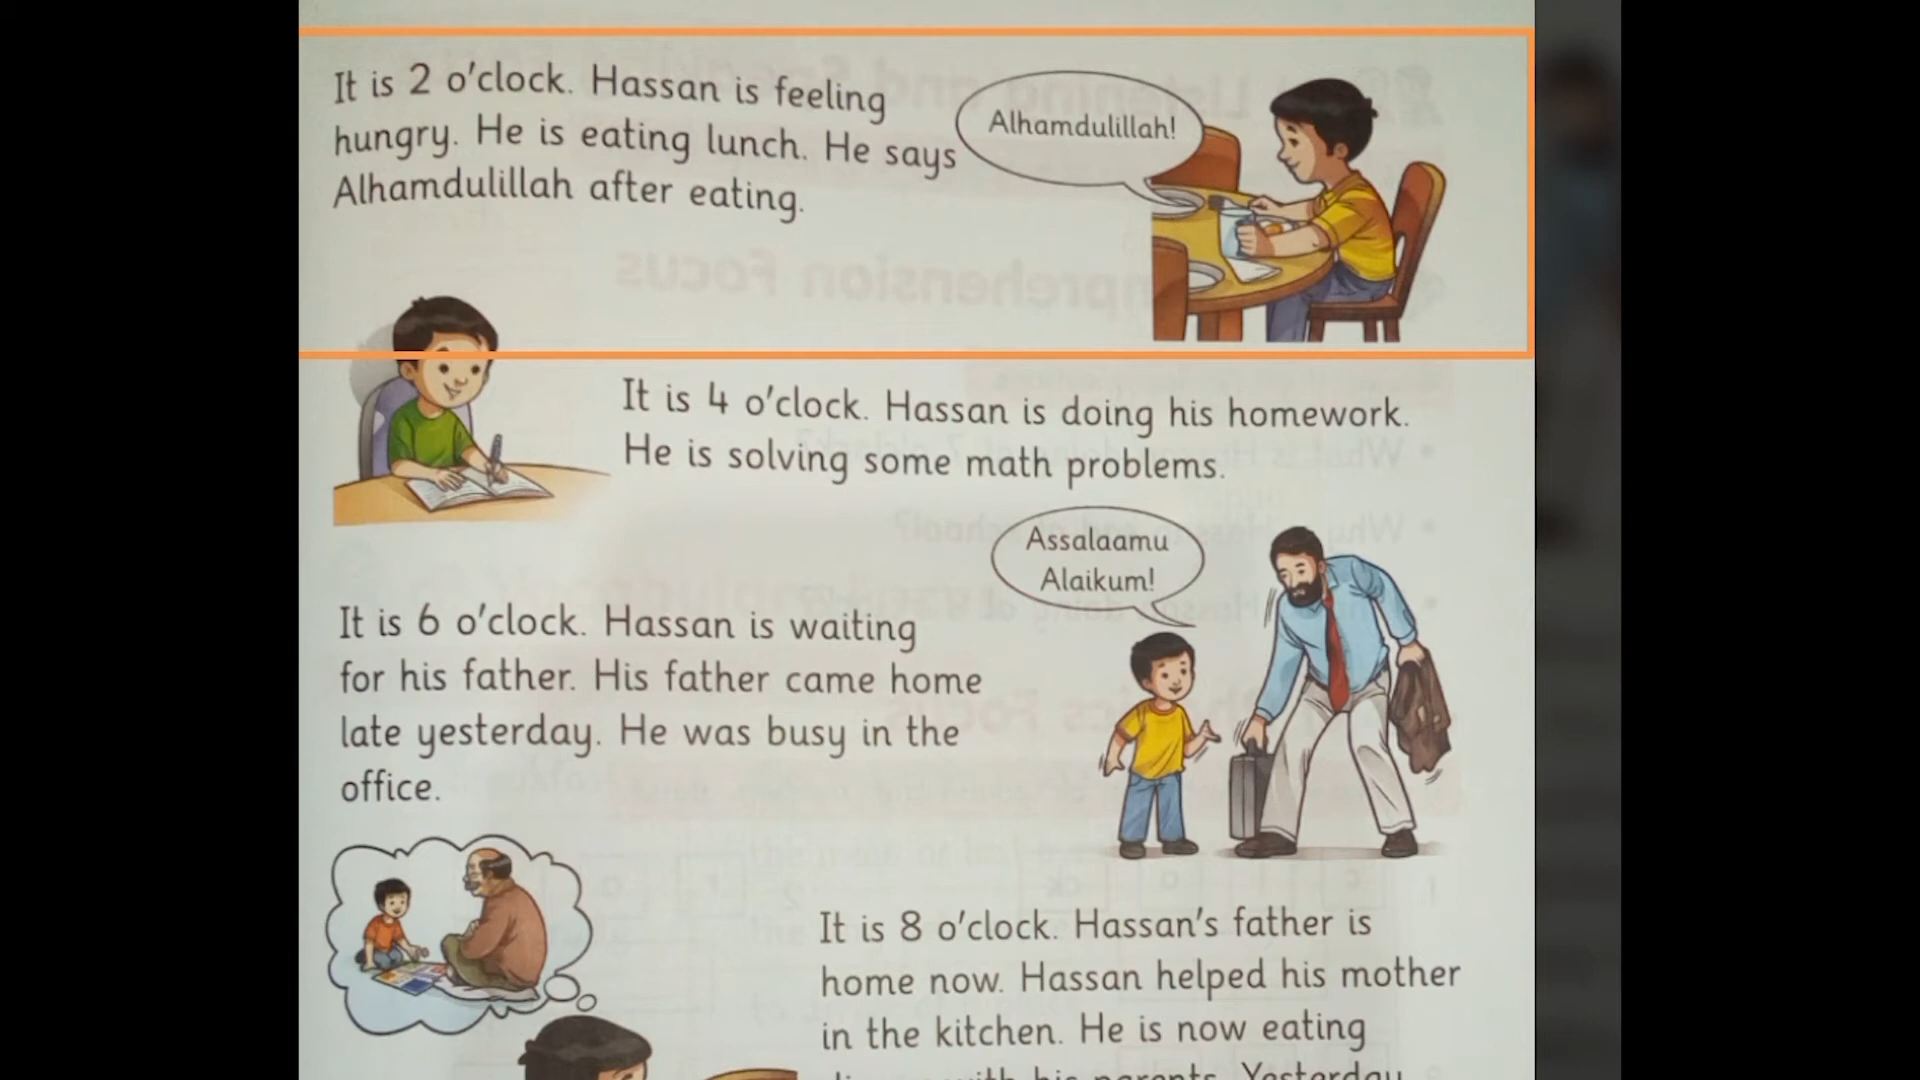 It is 2 o'clock. Hassan is feeling
hungry. He is eating lunch. He says
Alhamdulillah after eating.
Alhamdulillah!
It is 4 o'clock. Hassan is doing his homework.
He is solving some math problems.
Assalaamu
Alaikum!
It is 6 o'clock. Hassan is waiting
for his father. His father came home
late yesterday. He was busy in the
office.
It is 8 o'clock. Hassan's father is
home now. Hassan helped his mother
in the kitchen. He is now eating
with his parents. Yesterday